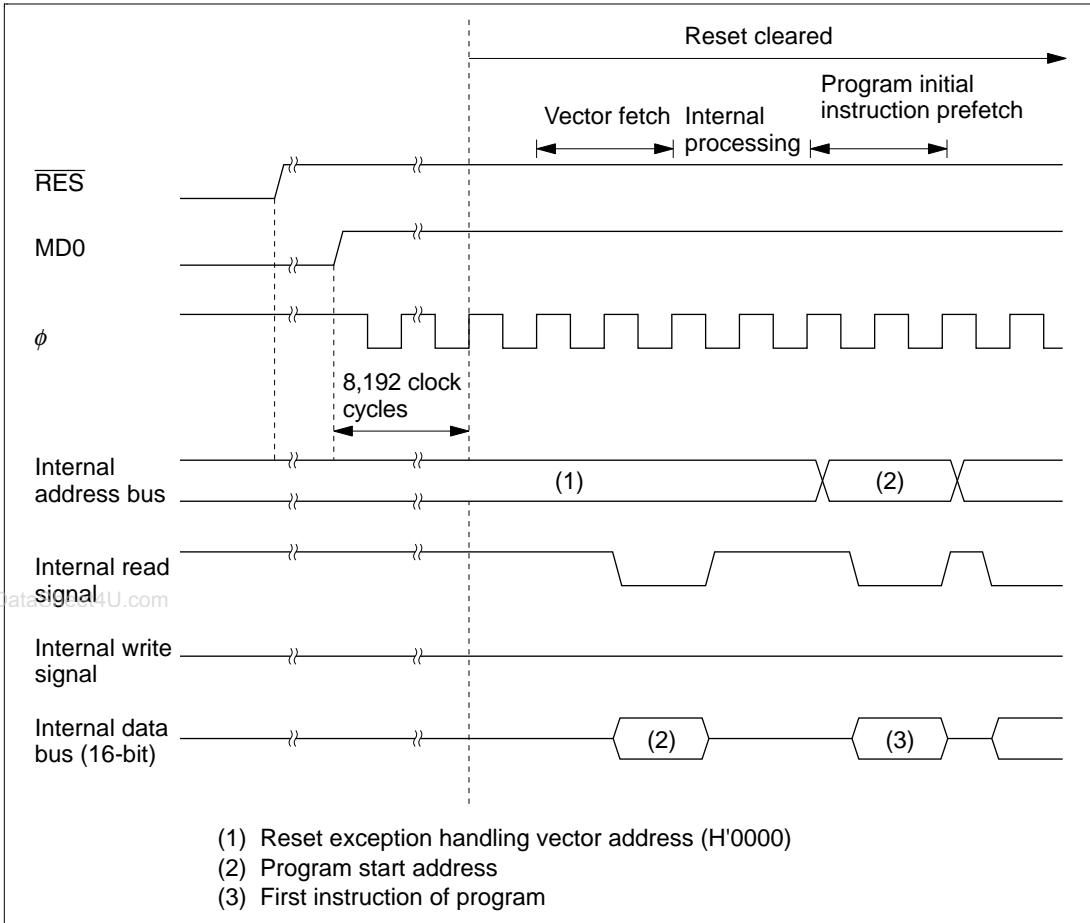 Reset cleared
Program initial
instruction prefetch
Vector fetch
Internal
processing
RES
MD0
φ
8,192 clock
cycles
Internal
address bus
(1)
(2)
Internal read
signal
DataSheet4U.com
Internal write
signal
Internal data
bus (16-bit)
(2)
(3)
(1) Reset exception handling vector address (H'0000)
(2) Program start address
(3) First instruction of program